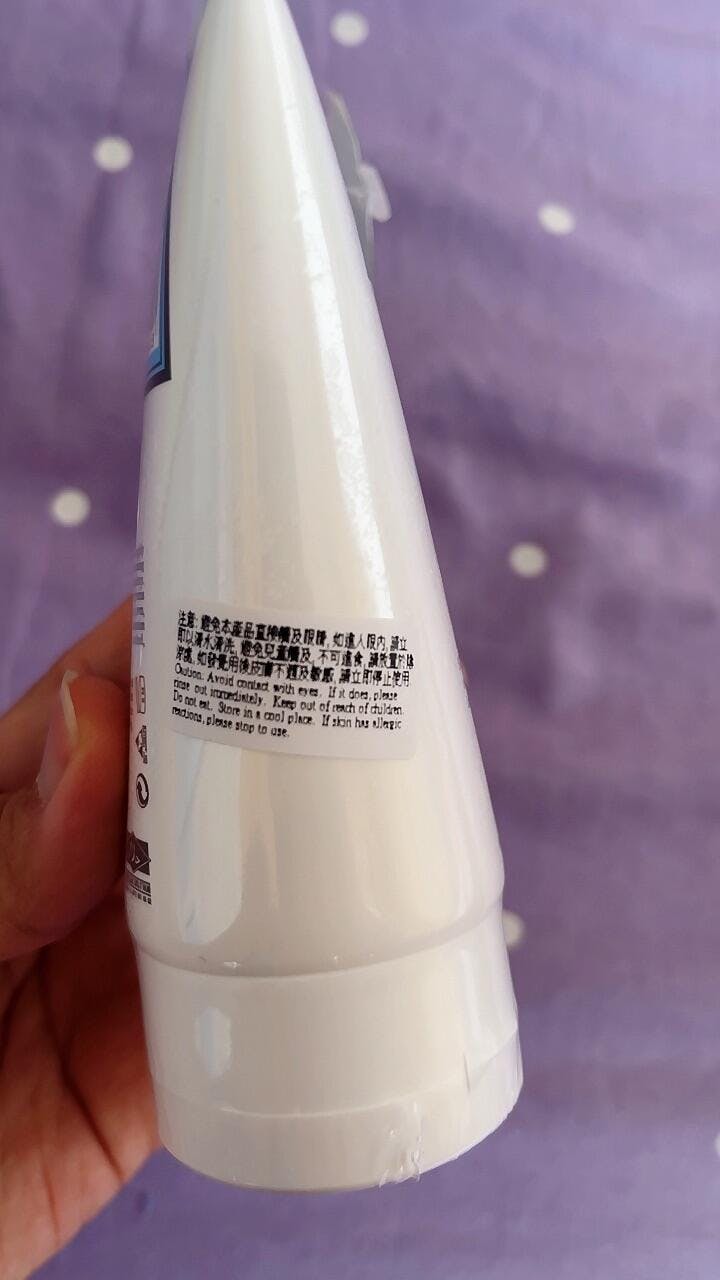 注意: 避免本產品直接觸及眼睛, 如進入眼內, 請立
即以清水清洗. 避免兒童觸及, 不可進食, 請放置於陰
涼處, 如發覺用後皮膚不適及敏感, 請立即停止使用.
Caution: Avoid contact with eyes. If it does, please
rinse out immediately. Keep out of reach of children.
Do not eat. Store in a cool place. If skin has allergic
reactions, please stop to use.